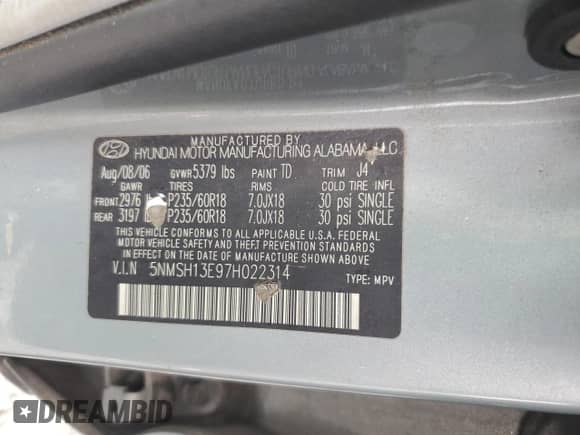 MANUFACTURED BY
HYUNDAI MOTOR MANUFACTURING ALABAMA, LLC
Aug/08/06 GVWR 5379 lbs PAINT TD TRIM J4
GAWR TIRES RIMS COLD TIRE INFL
FRONT 2976 P235/60R18 7.0JX18 30 psi SINGLE
REAR 3197 P235/60R18 7.0JX18 30 psi SINGLE
THIS VEHICLE CONFORMS TO ALL APPLICABLE U.S.A. FEDERAL
MOTOR VEHICLE SAFETY, BUMPER, AND THEFT PREVENTION STANDARDS
IN EFFECT ON THE DATE OF MANUFACTURE SHOWN ABOVE.
V.I.N 5NMSH13E97H022314 TYPE: MPV
DREAMBID